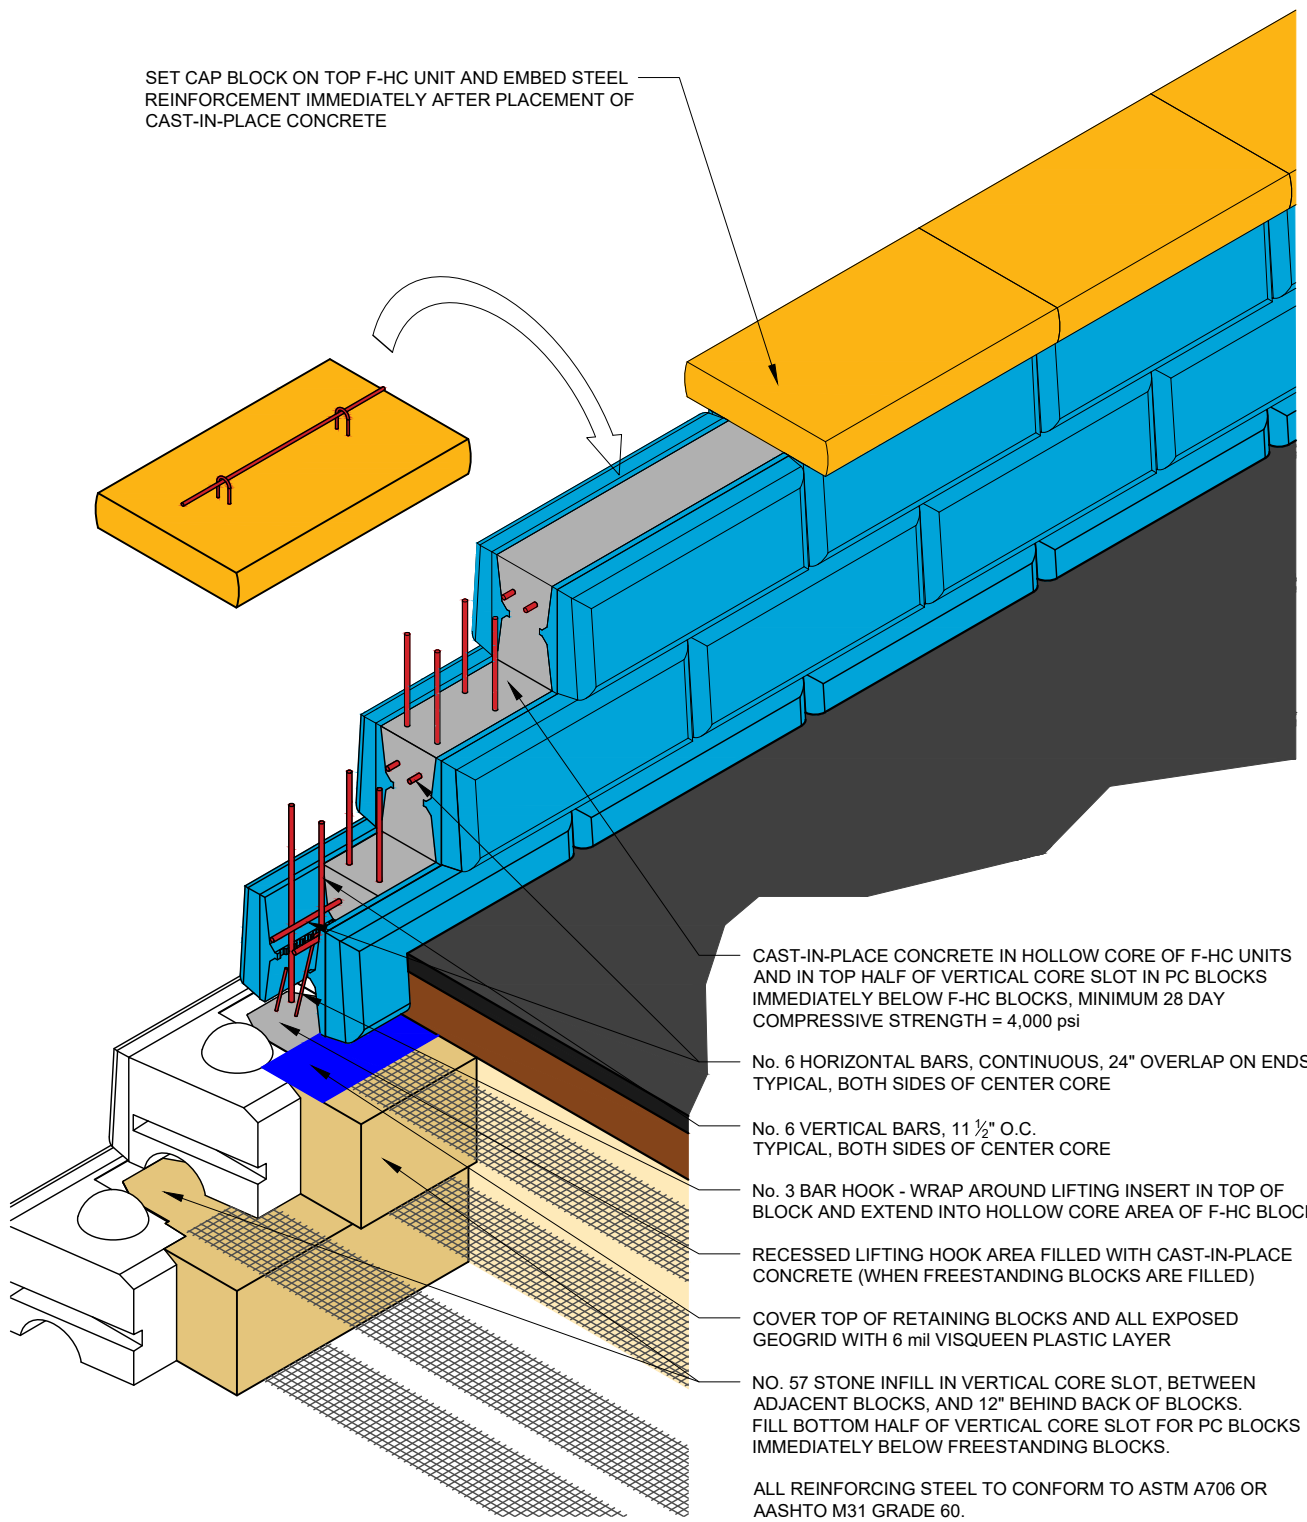 SET CAP BLOCK ON TOP F-HC UNIT AND EMBED STEEL
REINFORCEMENT IMMEDIATELY AFTER PLACEMENT OF
CAST-IN-PLACE CONCRETE
CAST-IN-PLACE CONCRETE IN HOLLOW CORE OF F-HC UNITS
AND IN TOP HALF OF VERTICAL CORE SLOT IN PC BLOCKS
IMMEDIATELY BELOW F-HC BLOCKS, MINIMUM 28 DAY
COMPRESSIVE STRENGTH = 4,000 psi
No. 6 HORIZONTAL BARS, CONTINUOUS, 24" OVERLAP ON ENDS
TYPICAL, BOTH SIDES OF CENTER CORE
No. 6 VERTICAL BARS, 11 ½" O.C.
TYPICAL, BOTH SIDES OF CENTER CORE
No. 3 BAR HOOK - WRAP AROUND LIFTING INSERT IN TOP OF
BLOCK AND EXTEND INTO HOLLOW CORE AREA OF F-HC BLOC
RECESSED LIFTING HOOK AREA FILLED WITH CAST-IN-PLACE
CONCRETE (WHEN FREESTANDING BLOCKS ARE FILLED)
COVER TOP OF RETAINING BLOCKS AND ALL EXPOSED
GEOGRID WITH 6 mil VISQUEEN PLASTIC LAYER
NO. 57 STONE INFILL IN VERTICAL CORE SLOT, BETWEEN
ADJACENT BLOCKS, AND 12" BEHIND BACK OF BLOCKS.
FILL BOTTOM HALF OF VERTICAL CORE SLOT FOR PC BLOCKS
IMMEDIATELY BELOW FREESTANDING BLOCKS.
ALL REINFORCING STEEL TO CONFORM TO ASTM A706 OR
AASHTO M31 GRADE 60.